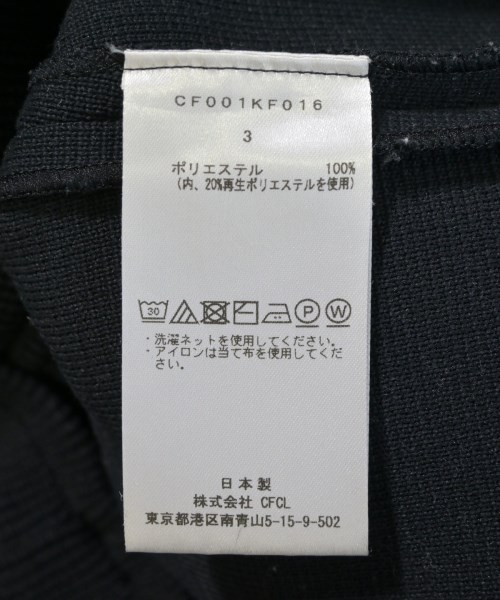 CF001KF016
3
ポリエステル 100%
(内、20%再生ポリエステルを使用)
30 P W
・洗濯ネットを使用してください。
・アイロンは当て布を使用してくだ
さい。
日本製
株式会社 CFCL
東京都港区南青山5-15-9-502